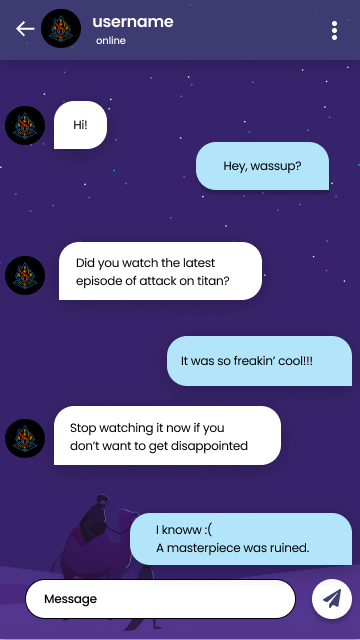 username
online
Hi!
Hey, wassup?
Did you watch the latest
episode of attack on titan?
It was so freakin’ cool!!!
Stop watching it now if you
don’t want to get disappointed
I knoww :(
A masterpiece was ruined.
Message